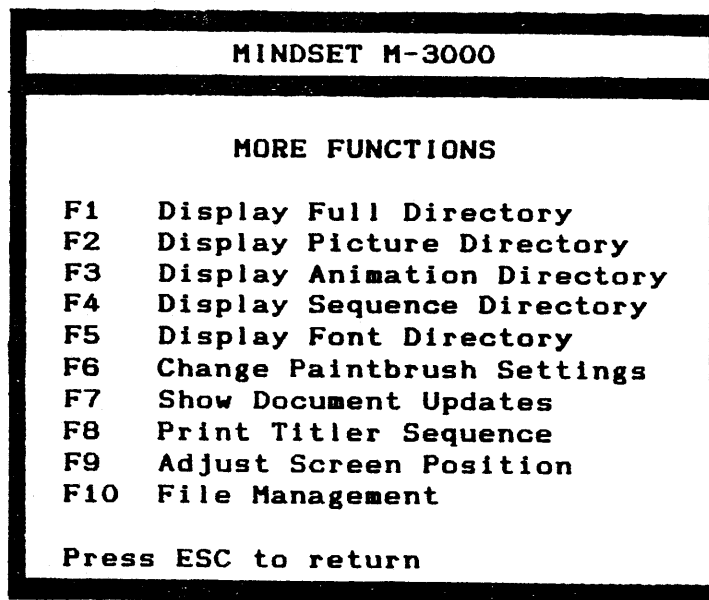 MINDSET M-3000
MORE FUNCTIONS
F1 Display Full Directory
F2 Display Picture Directory
F3 Display Animation Directory
F4 Display Sequence Directory
F5 Display Font Directory
F6 Change Paintbrush Settings
F7 Show Document Updates
F8 Print Titler Sequence
F9 Adjust Screen Position
F10 File Management
Press ESC to return